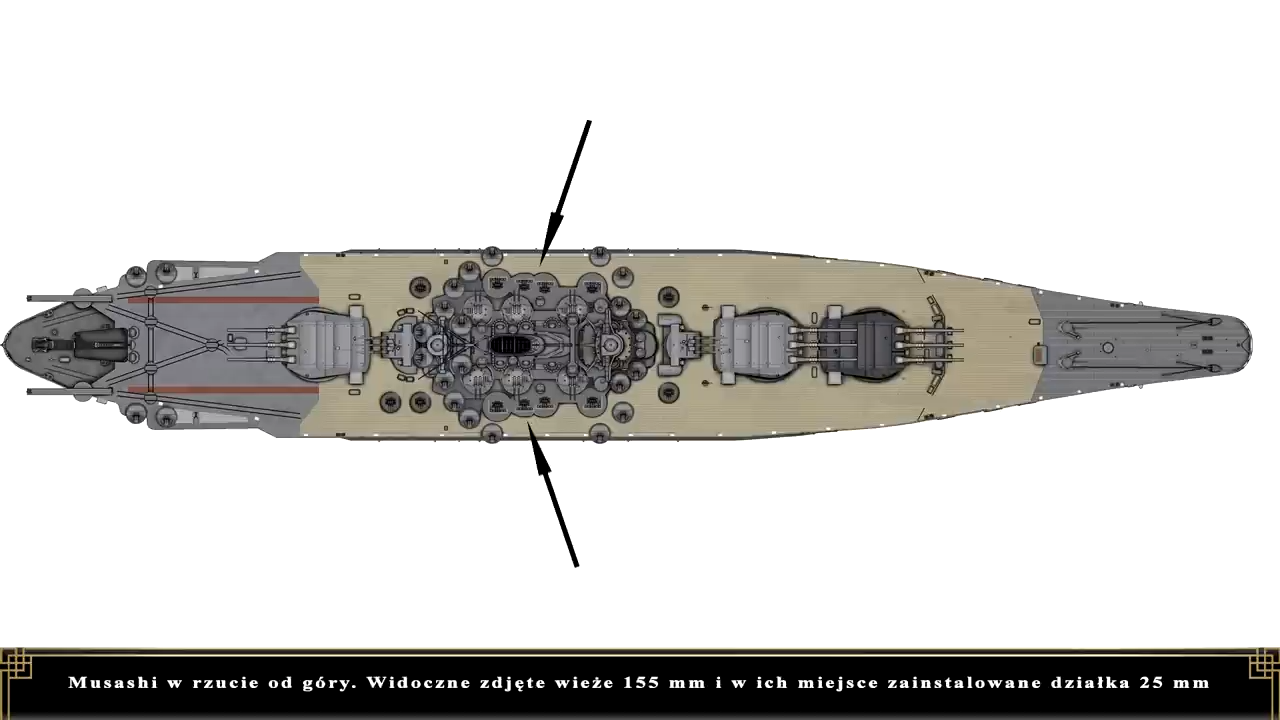 Musashi w rzucie od góry. Widoczne zdjęte wieże 155 mm i w ich miejsce zainstalowane działka 25 mm